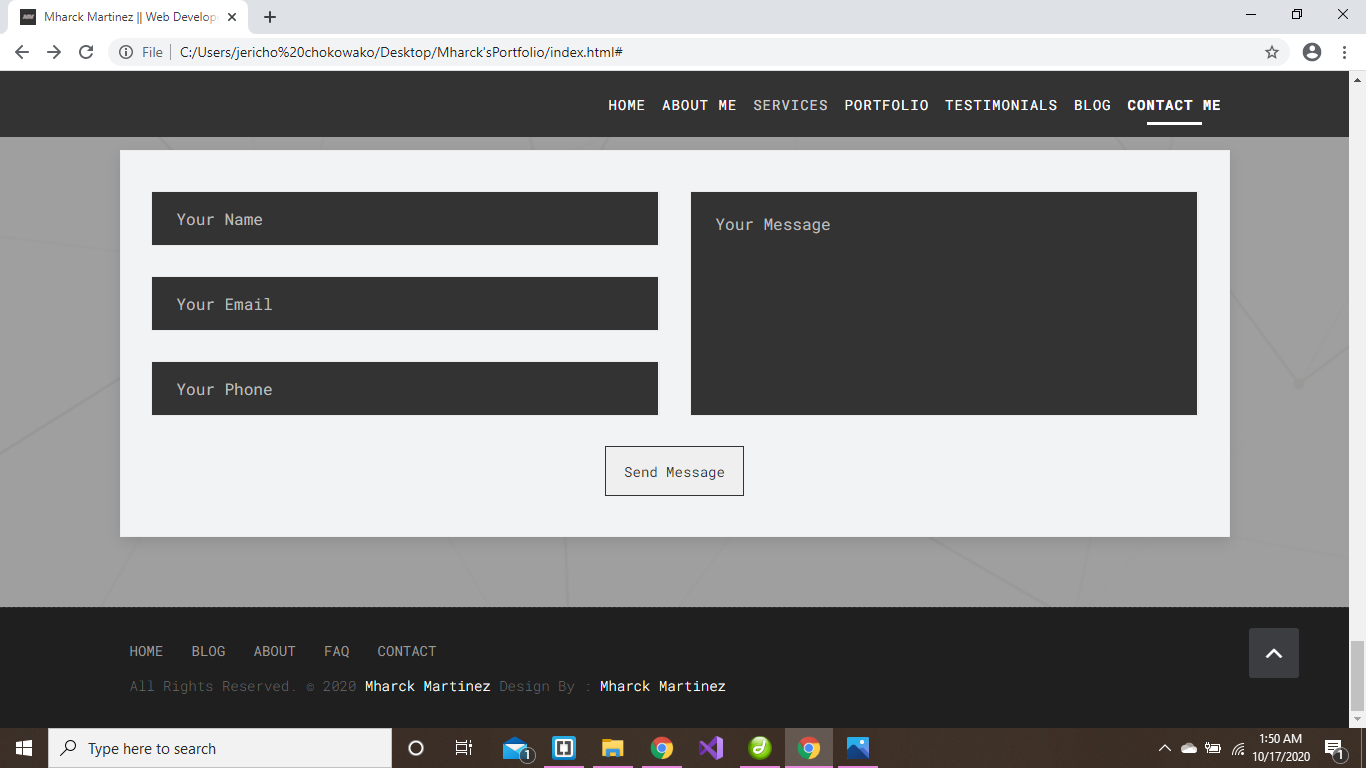 Mharck Martinez || Web Develop
File C:/Users/jericho%20chokowako/Desktop/Mharck'sPortfolio/index.html#
HOME ABOUT ME SERVICES PORTFOLIO TESTIMONIALS BLOG CONTACT ME
Your Name
Your Message
Your Email
Your Phone
Send Message
HOME BLOG ABOUT FAQ CONTACT
All Rights Reserved. © 2020 Mharck Martinez Design By : Mharck Martinez
Type here to search
1
1:50 AM
10/17/2020
1